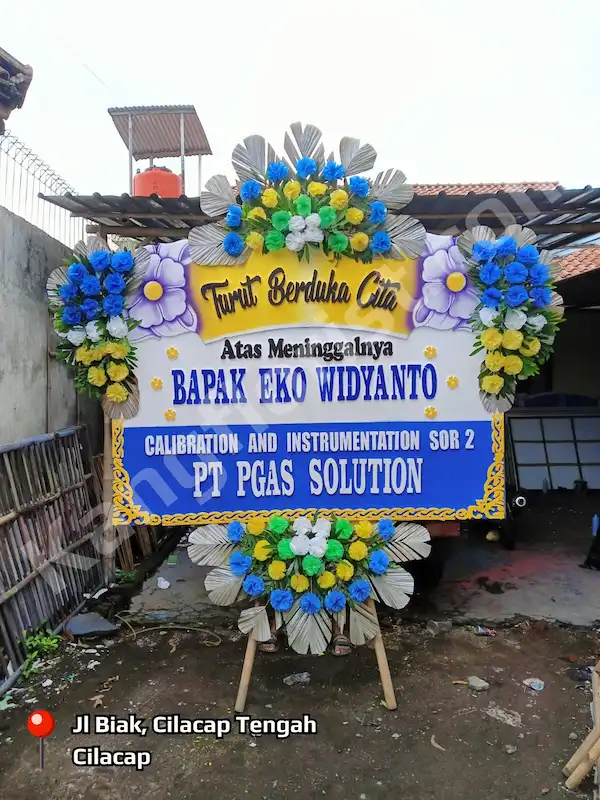 Turut Berduka Cita
Atas Meninggalnya
BAPAK EKO WIDYANTO
CALIBRATION AND INSTRUMENTATION SOR 2
PT PGAS SOLUTION
Jl Biak, Cilacap Tengah
Cilacap